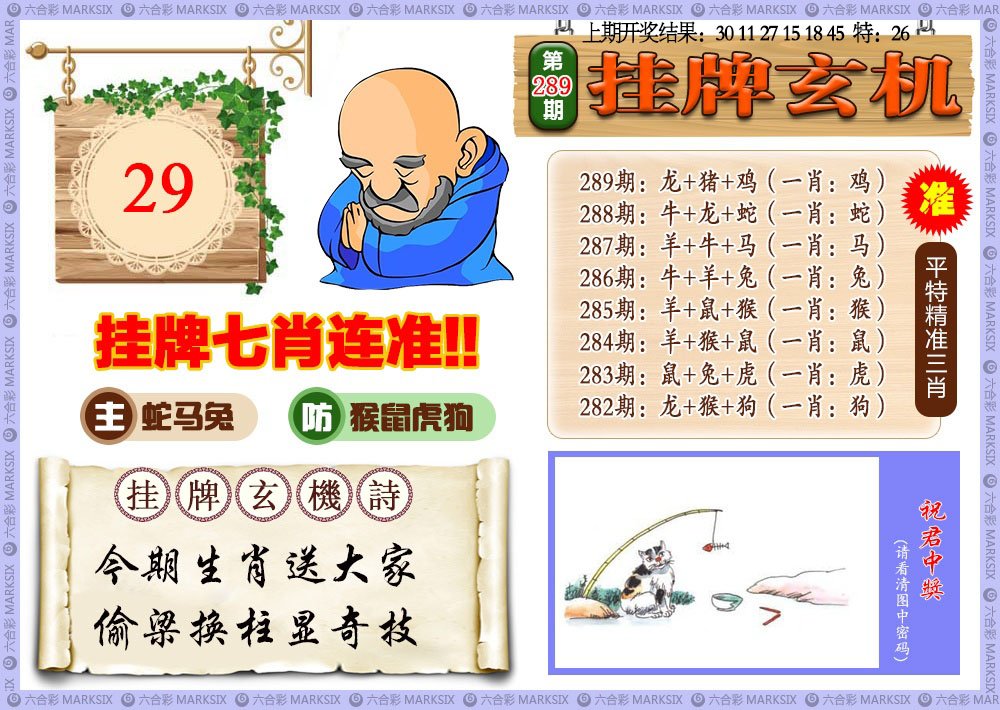 六合彩 MARKSIX
上期开奖结果：30 11 27 15 18 45 特：26
第289期
挂牌玄机
29
挂牌七肖连准!!
主 蛇马兔
防 猴鼠虎狗
挂牌玄機詩
今期生肖送大家
偷梁换柱显奇技
289期：龙+猪+鸡（一肖：鸡）
288期：牛+龙+蛇（一肖：蛇）
287期：羊+牛+马（一肖：马）
286期：牛+羊+兔（一肖：兔）
285期：羊+鼠+猴（一肖：猴）
284期：羊+猴+鼠（一肖：鼠）
283期：鼠+兔+虎（一肖：虎）
282期：龙+猴+狗（一肖：狗）
准
平特精准三肖
祝君中獎
（请看清图中密码）